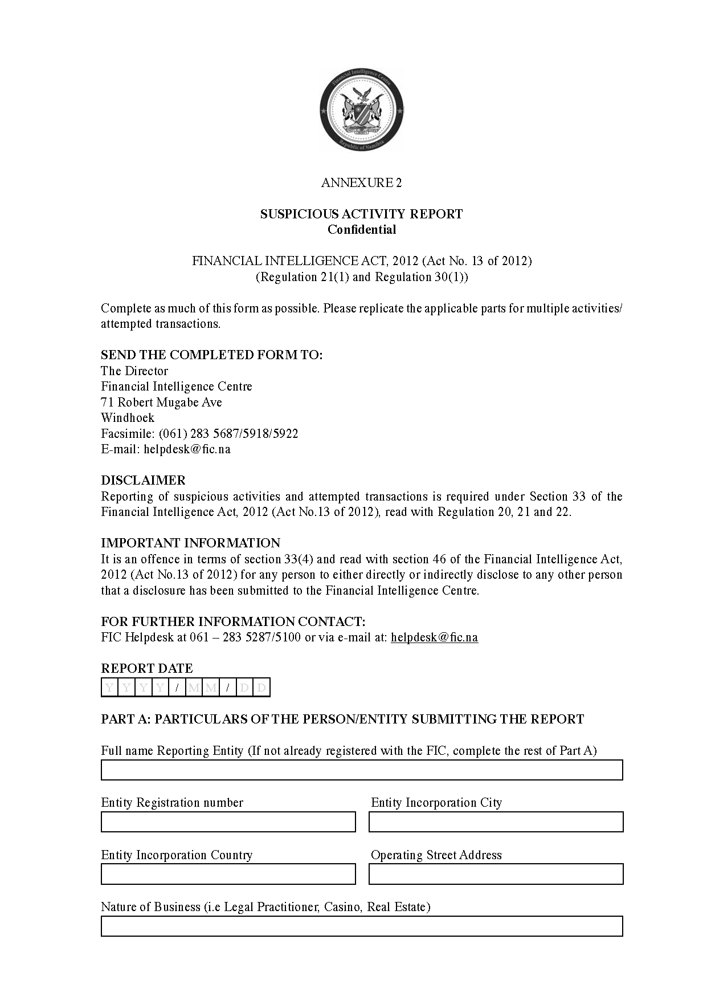 Financial Intelligence Centre
LIBERTY
Republic of Namibia
ANNEXURE 2
SUSPICIOUS ACTIVITY REPORT
Confidential
FINANCIAL INTELLIGENCE ACT, 2012 (Act No. 13 of 2012)
(Regulation 21(1) and Regulation 30(1))
Complete as much of this form as possible. Please replicate the applicable parts for multiple activities/
attempted transactions.
SEND THE COMPLETED FORM TO:
The Director
Financial Intelligence Centre
71 Robert Mugabe Ave
Windhoek
Facsimile: (061) 283 5687/5918/5922
E-mail: helpdesk@fic.na
DISCLAIMER
Reporting of suspicious activities and attempted transactions is required under Section 33 of the
Financial Intelligence Act, 2012 (Act No.13 of 2012), read with Regulation 20, 21 and 22.
IMPORTANT INFORMATION
It is an offence in terms of section 33(4) and read with section 46 of the Financial Intelligence Act,
2012 (Act No.13 of 2012) for any person to either directly or indirectly disclose to any other person
that a disclosure has been submitted to the Financial Intelligence Centre.
FOR FURTHER INFORMATION CONTACT:
FIC Helpdesk at 061 – 283 5287/5100 or via e-mail at: helpdesk@fic.na
REPORT DATE
Y Y Y Y / M M / D D
PART A: PARTICULARS OF THE PERSON/ENTITY SUBMITTING THE REPORT
Full name Reporting Entity (If not already registered with the FIC, complete the rest of Part A)
Entity Registration number Entity Incorporation City
Entity Incorporation Country Operating Street Address
Nature of Business (i.e Legal Practitioner, Casino, Real Estate)